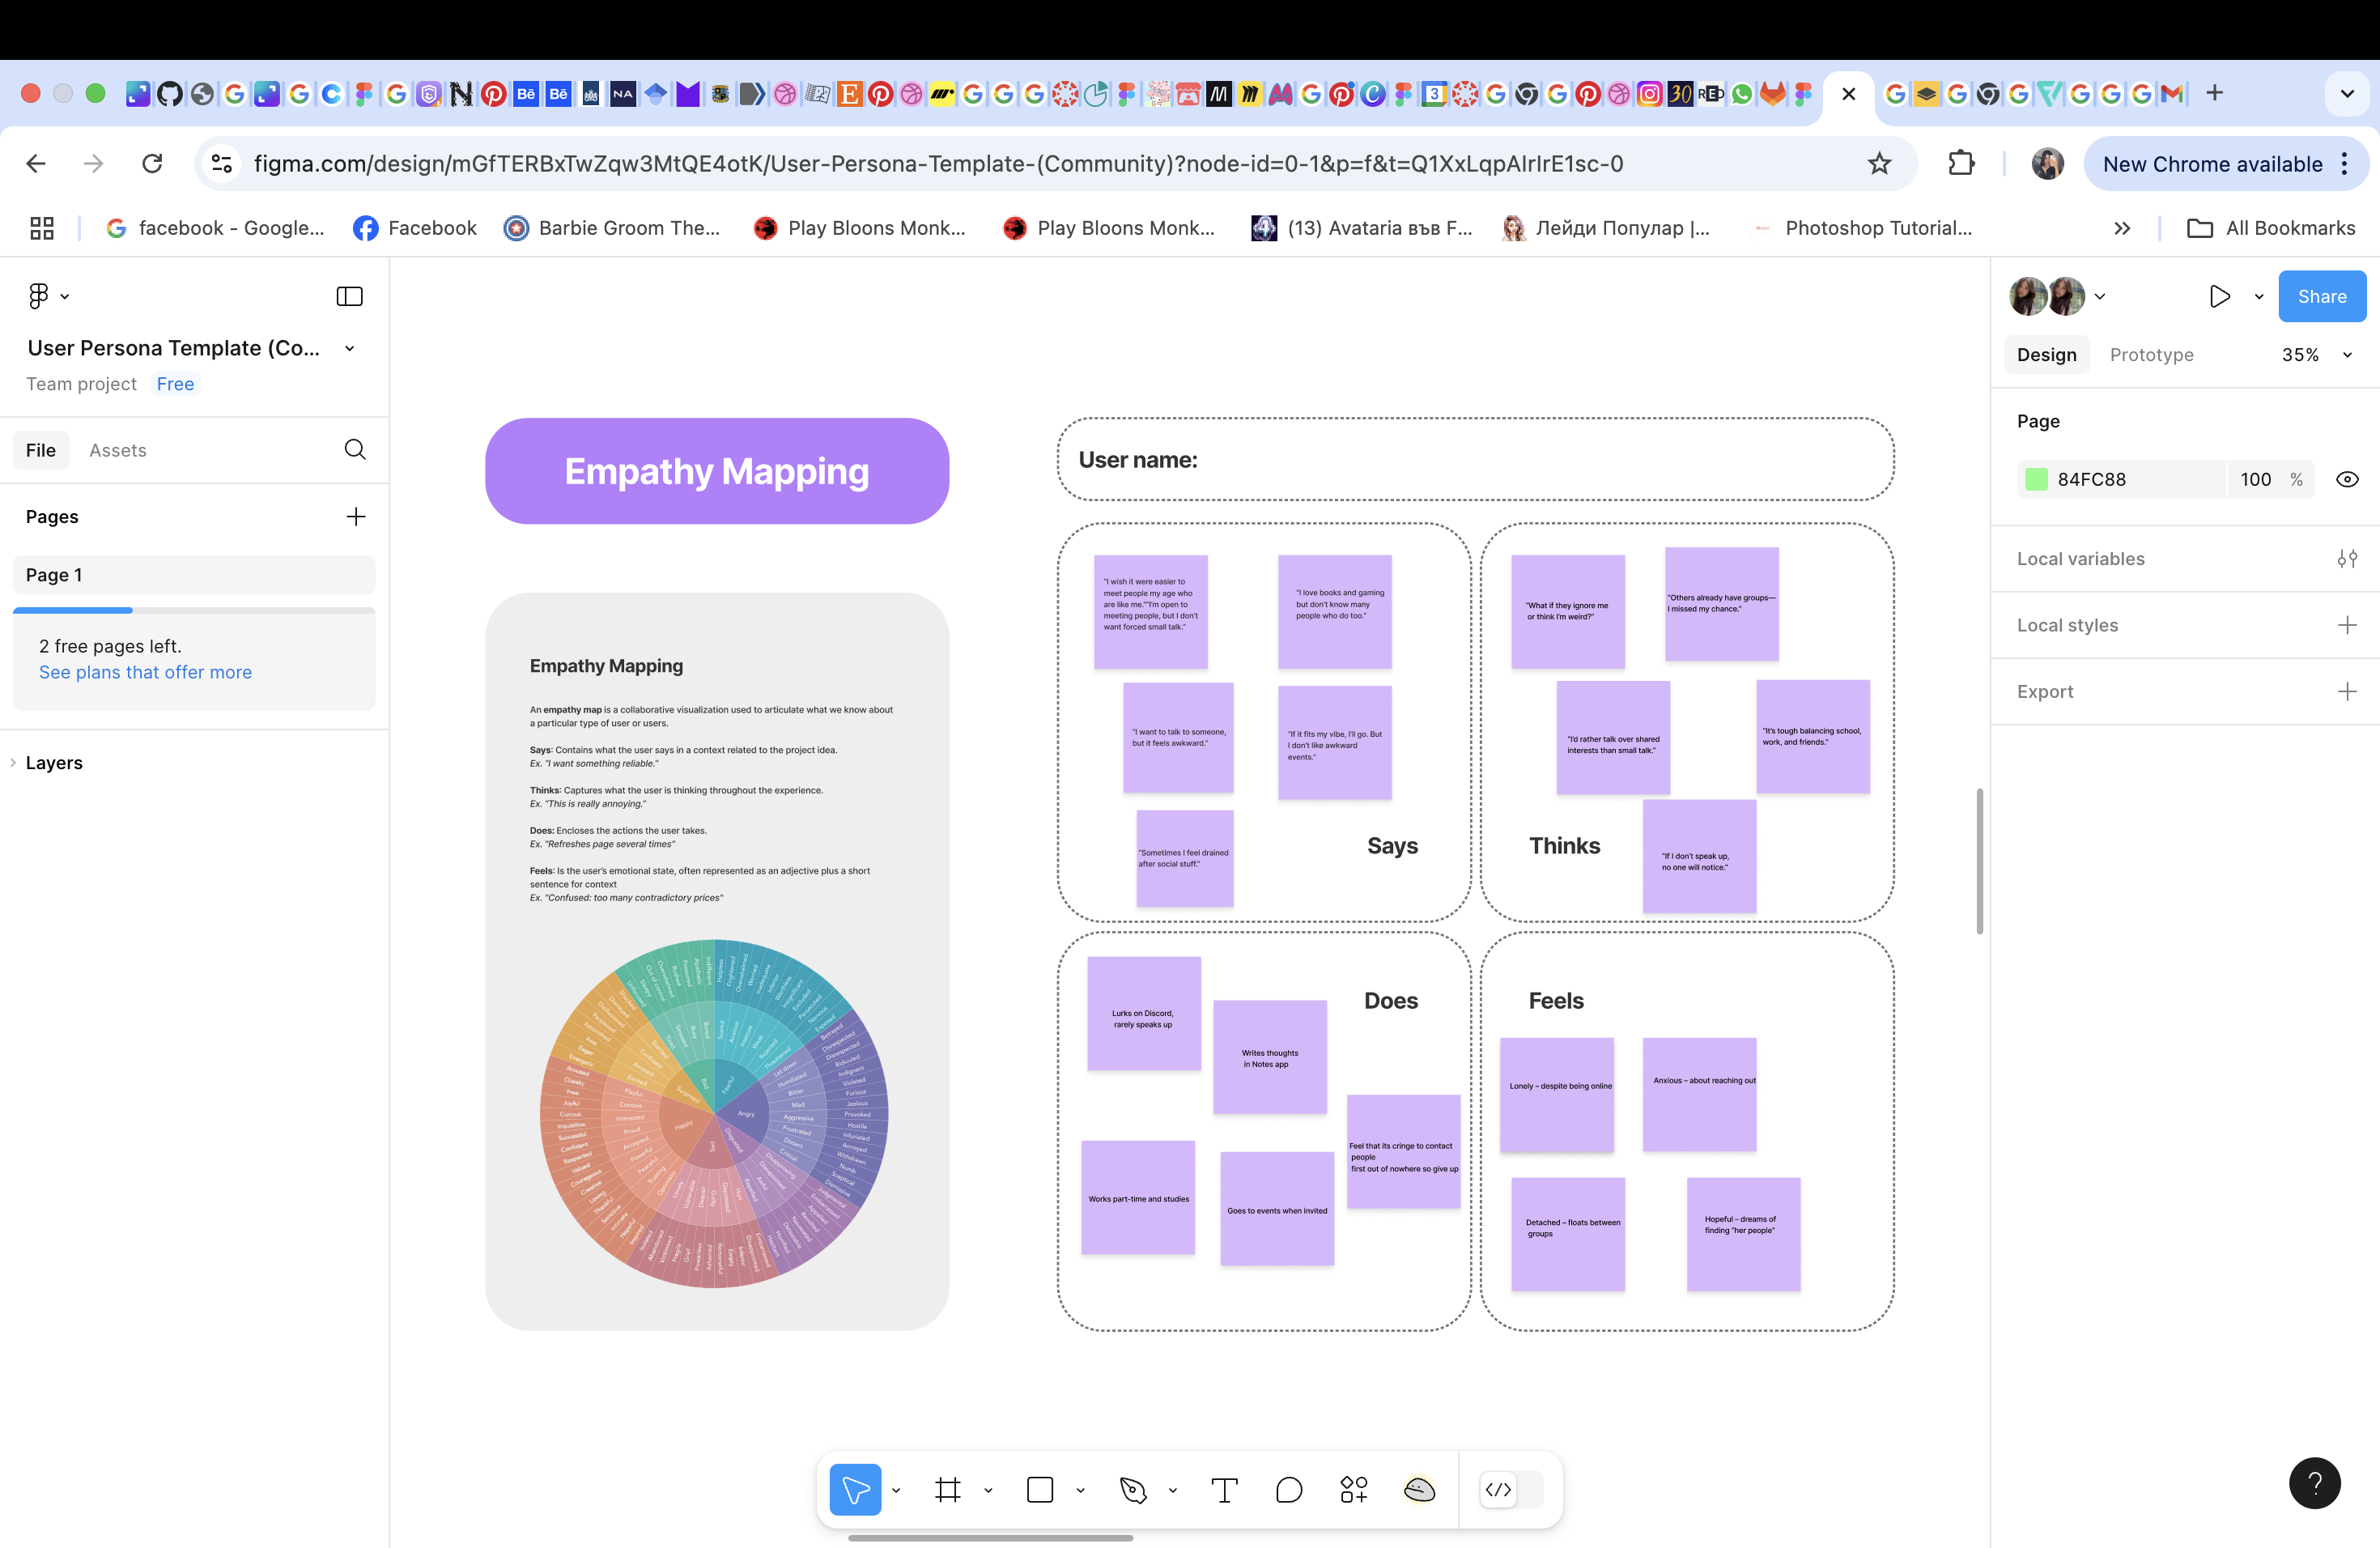 figma.com/design/mGfTERBxTwZqw3MtQE4otK/User-Persona-Template-(Community)?node-id=0-1&p=f&t=Q1XxLqpAIrIrE1sc-0
New Chrome available
facebook - Google...
Facebook
Barbie Groom The...
Play Bloons Monk...
Play Bloons Monk...
(13) Avataria във F...
Лейди Популар |...
Photoshop Tutorial...
All Bookmarks
User Persona Template (Co...
Team project
Free
File
Assets
Pages
Page 1
2 free pages left.
See plans that offer more
Layers
Empathy Mapping
Empathy Mapping
An empathy map is a collaborative visualization used to articulate what we know about
a particular type of user or users.
Says: Contains what the user says in a context related to the project idea.
Ex. "I want something reliable."
Thinks: Captures what the user is thinking throughout the experience.
Ex. "This is really annoying."
Does: Encloses the actions the user takes.
Ex. "Refreshes page several times"
Feels: Is the user's emotional state, often represented as an adjective plus a short
sentence for context
Ex. "Confused: too many contradictory prices"
Bad
Fearful
Angry
Disgusted
Sad
Happy
Surprised
User name:
"I wish it were easier to
meet people my age who
are like me.""I'm open to
meeting people, but I don't
want forced small talk."
"I love books and gaming
but don't know many
people who do too."
"I want to talk to someone,
but it feels awkward."
"If it fits my vibe, I'll go. But
I don't like awkward
events."
"Sometimes I feel drained
after social stuff."
Says
"What if they ignore me
or think I'm weird?"
"Others already have groups—
I missed my chance."
"I'd rather talk over shared
interests than small talk."
"It's tough balancing school,
work, and friends."
Thinks
"If I don't speak up,
no one will notice."
Lurks on Discord,
rarely speaks up
Does
Writes thoughts
in Notes app
Feel that its cringe to contact
people
first out of nowhere so give up
Works part-time and studies
Goes to events when invited
Feels
Lonely – despite being online
Anxious – about reaching out
Detached – floats between
groups
Hopeful – dreams of
finding "her people"
Share
Design
Prototype
35%
Page
84FC88
100
%
Local variables
Local styles
Export